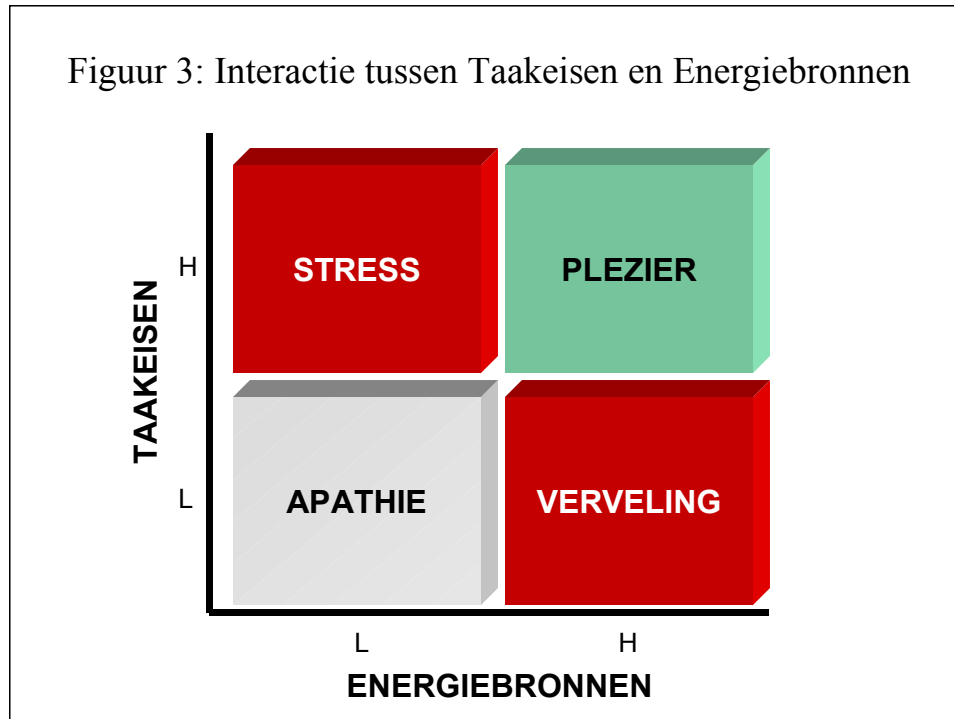 Figuur 3: Interactie tussen Taakeisen en Energiebronnen
TAAKEISEN
H
STRESS
PLEZIER
L
APATHIE
VERVELING
L
H
ENERGIEBRONNEN